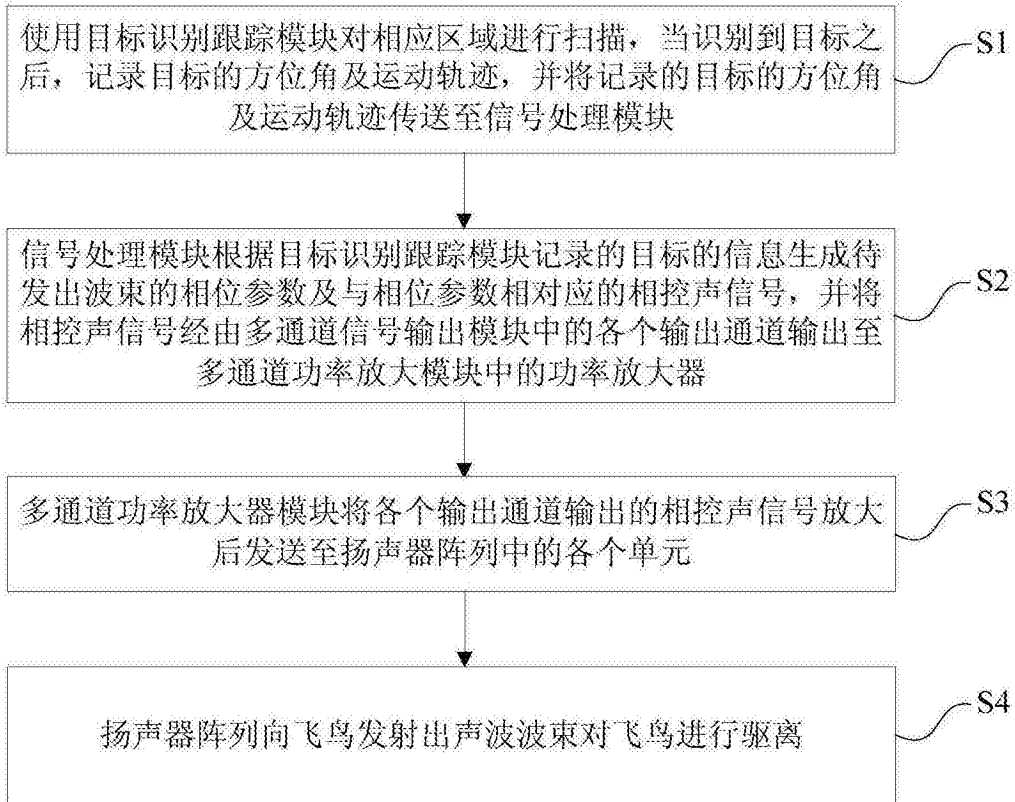 使用目标识别跟踪模块对相应区域进行扫描，当识别到目标之
后，记录目标的方位角及运动轨迹，并将记录的目标的方位角
及运动轨迹传送至信号处理模块
S1
信号处理模块根据目标识别跟踪模块记录的目标的信息生成待
发出波束的相位参数及与相位参数相对应的相控声信号，并将
相控声信号经由多通道信号输出模块中的各个输出通道输出至
多通道功率放大模块中的功率放大器
S2
多通道功率放大器模块将各个输出通道输出的相控声信号放大
后发送至扬声器阵列中的各个单元
S3
扬声器阵列向飞鸟发射出声波波束对飞鸟进行驱离
S4